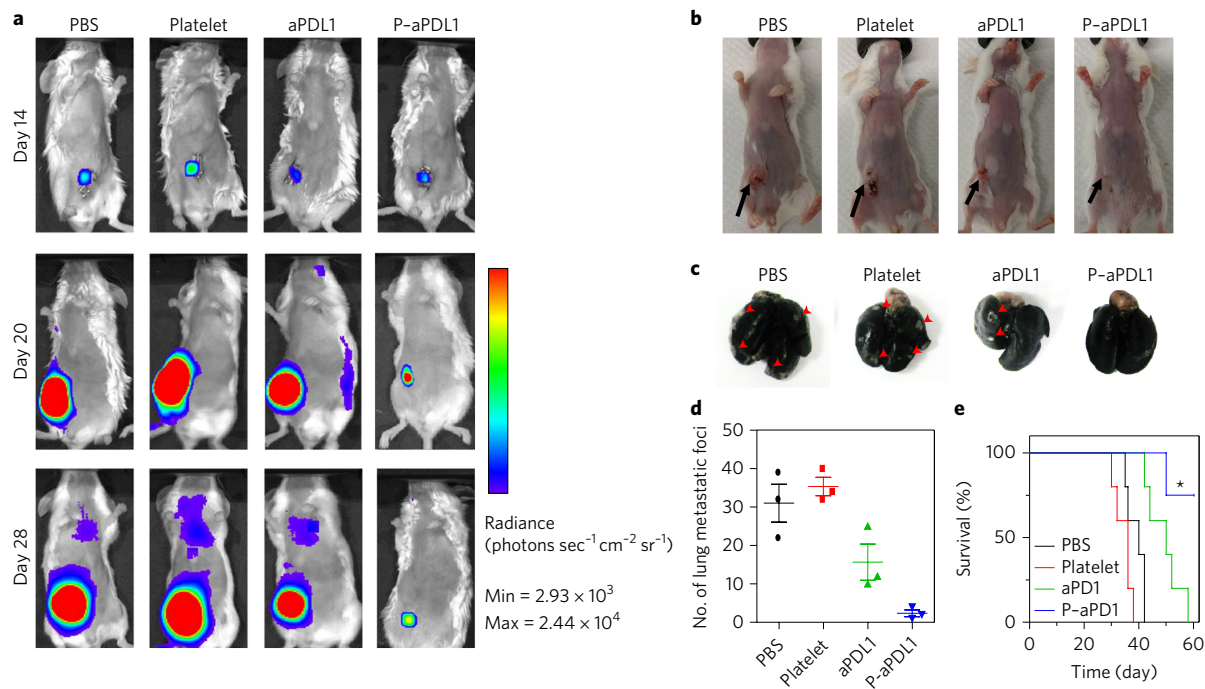 a
PBS Platelet aPDL1 P–aPDL1
Day 14
Day 20
Day 28
Radiance
(photons sec⁻¹ cm⁻² sr⁻¹)
Min = 2.93 × 10³
Max = 2.44 × 10⁴
b
PBS Platelet aPDL1 P–aPDL1
c
PBS Platelet aPDL1 P–aPDL1
d
No. of lung metastatic foci
50
40
30
20
10
0
PBS Platelet aPDL1 P-aPDL1
e
Survival (%)
100
50
0
*
PBS
Platelet
aPD1
P–aPD1
0 20 40 60
Time (day)